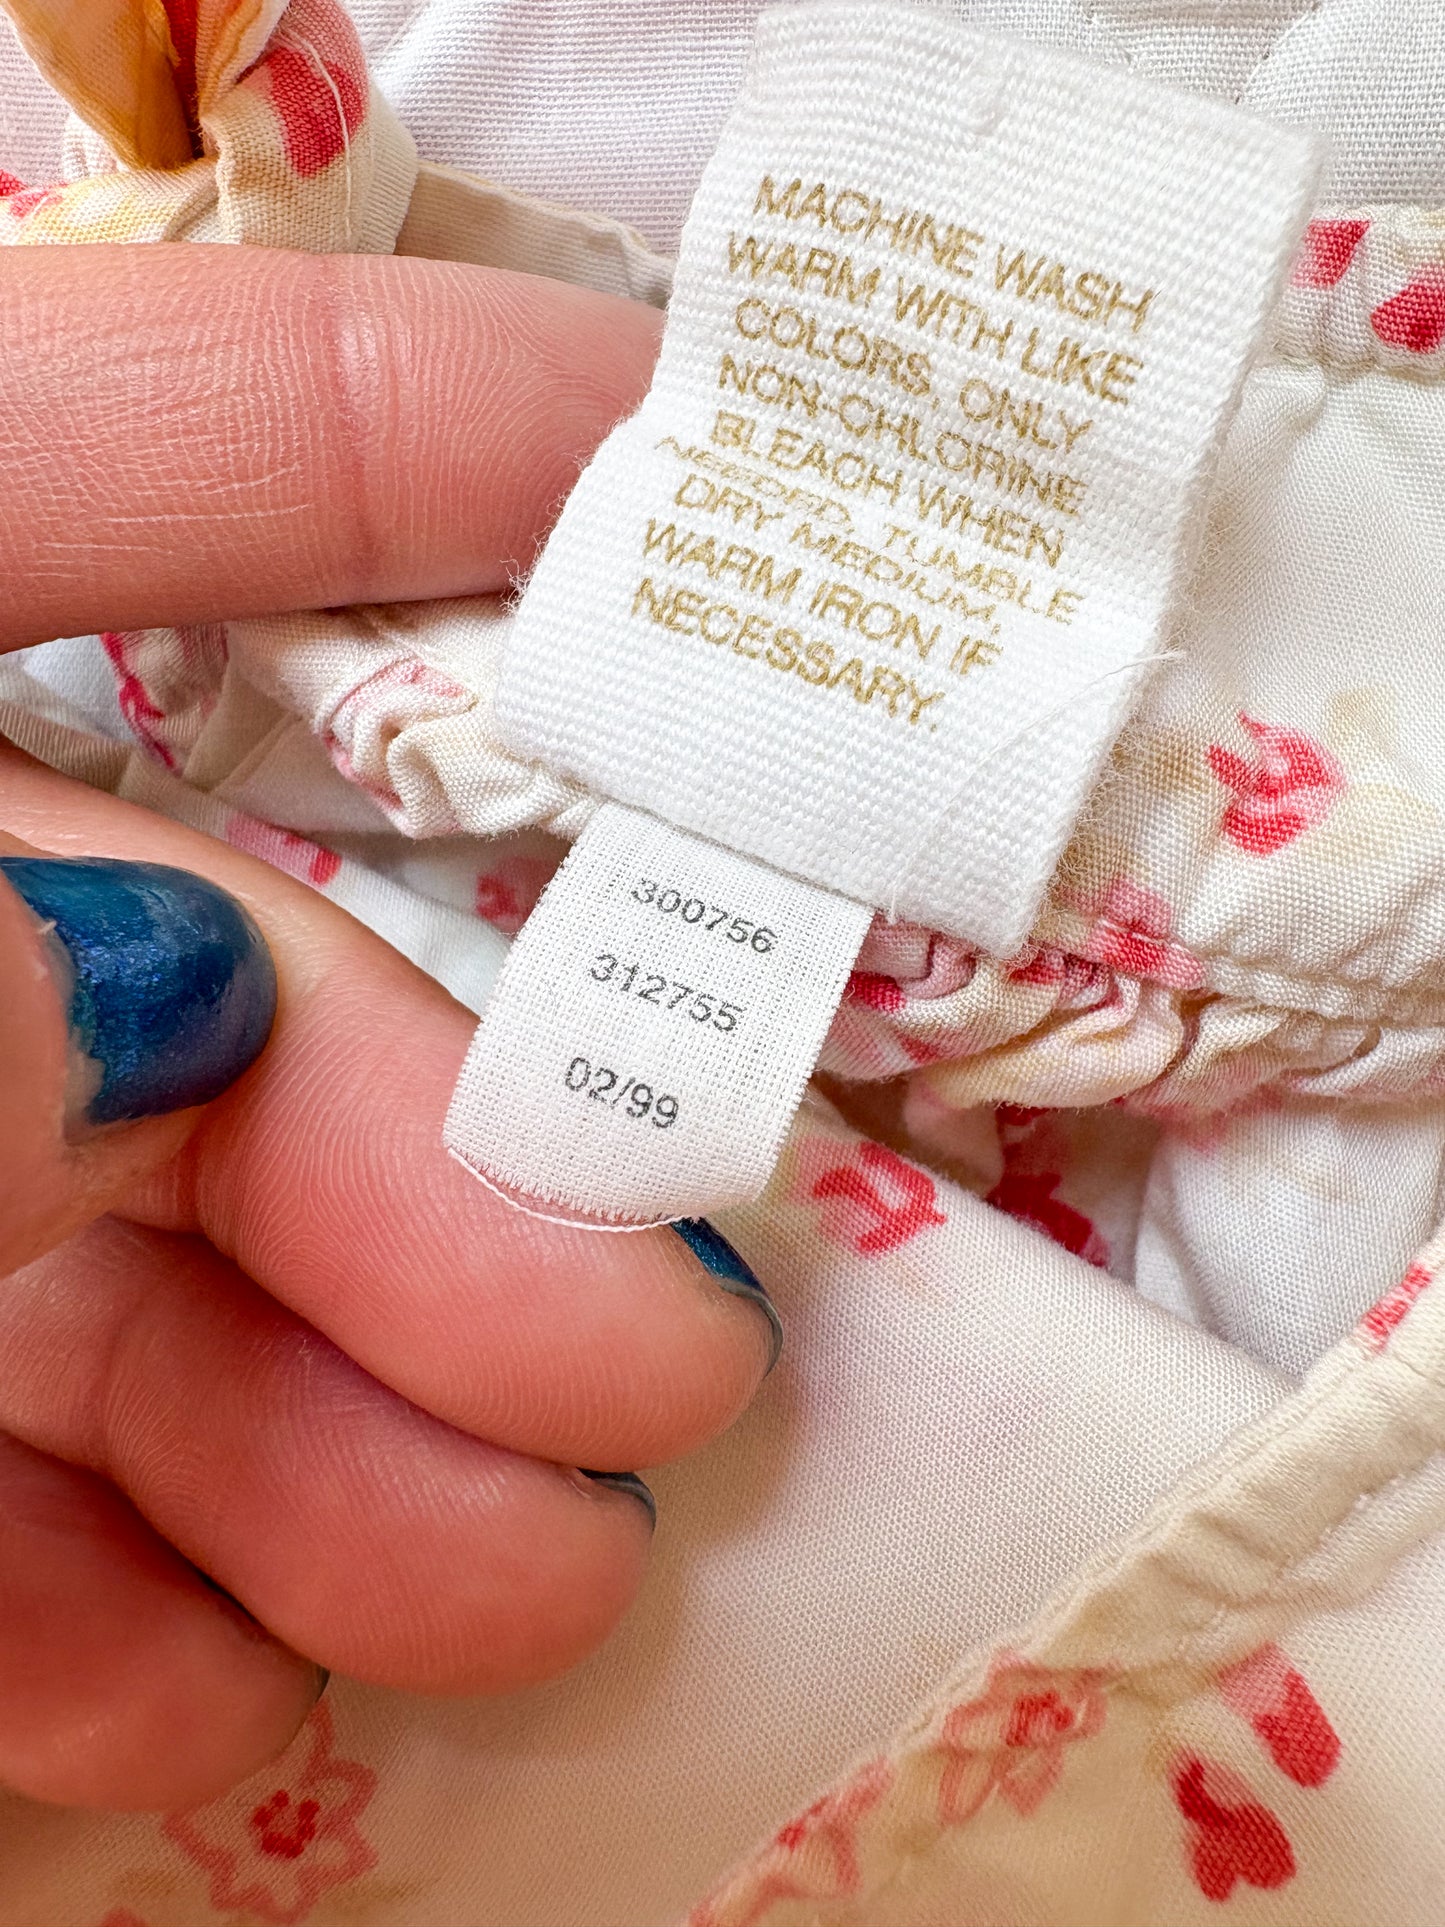 MACHINE WASH
WARM WITH LIKE
COLORS, ONLY
NON-CHLORINE
BLEACH WHEN
NEEDED, TUMBLE
DRY MEDIUM,
WARM IRON IF
NECESSARY.
300756
312755
02/99